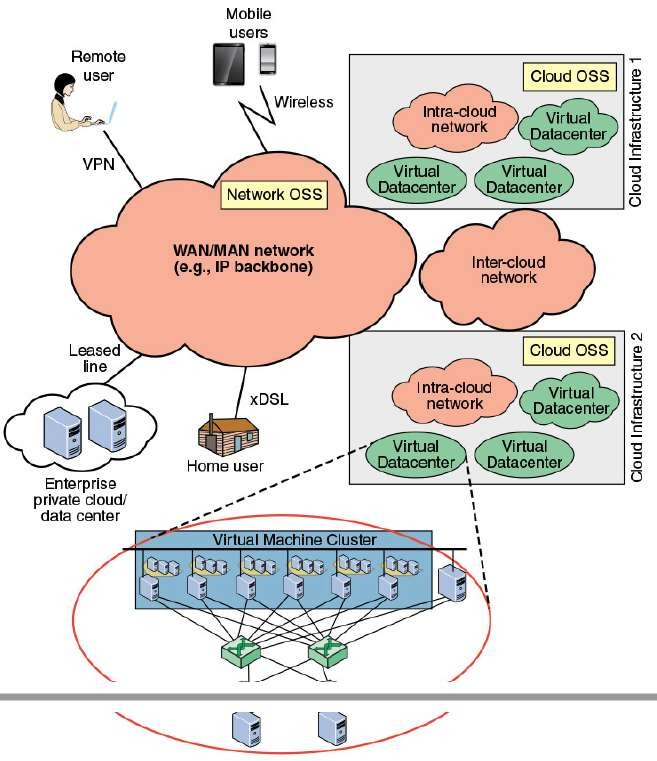 Mobile
users
Remote
user
Wireless
VPN
Cloud OSS
Intra-cloud
network
Virtual
Datacenter
Virtual
Datacenter
Virtual
Datacenter
Cloud Infrastructure 1
Network OSS
WAN/MAN network
(e.g., IP backbone)
Inter-cloud
network
Leased
line
xDSL
Home user
Enterprise
private cloud/
data center
Cloud OSS
Intra-cloud
network
Virtual
Datacenter
Virtual
Datacenter
Virtual
Datacenter
Cloud Infrastructure 2
Virtual Machine Cluster